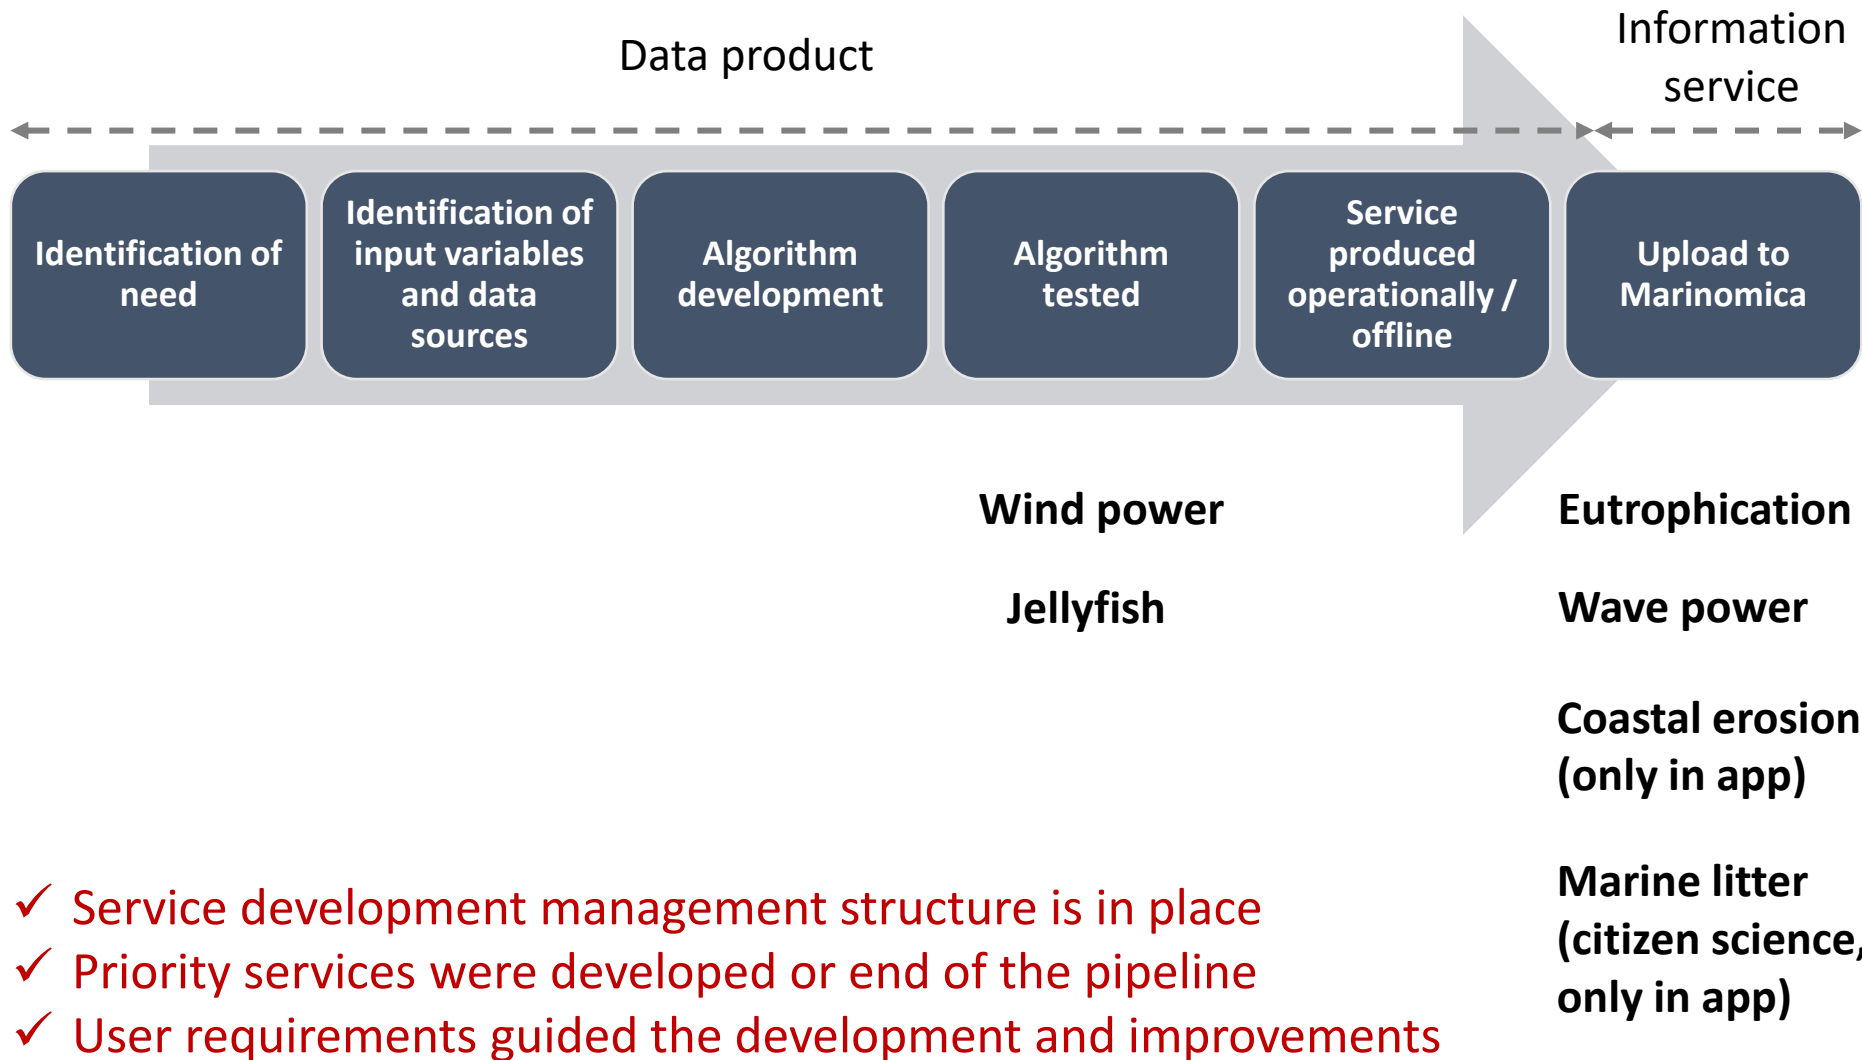 Data product
Information
service
Identification of
need
Identification of
input variables
and data
sources
Algorithm
development
Algorithm
tested
Service
produced
operationally /
offline
Upload to
Marinomica
Wind power
Jellyfish
Eutrophication
Wave power
Coastal erosion
(only in app)
Marine litter
(citizen science,
only in app)
✓ Service development management structure is in place
✓ Priority services were developed or end of the pipeline
✓ User requirements guided the development and improvements